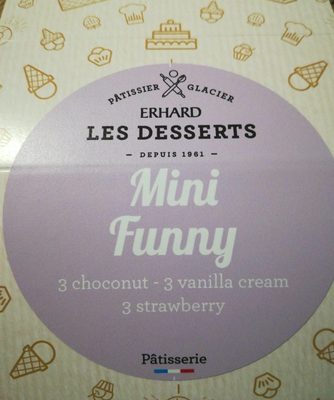 PÂTISSIER GLACIER
ERHARD
LES DESSERTS
- DEPUIS 1961 -
Mini
Funny
3 choconut - 3 vanilla cream
3 strawberry
Pâtisserie